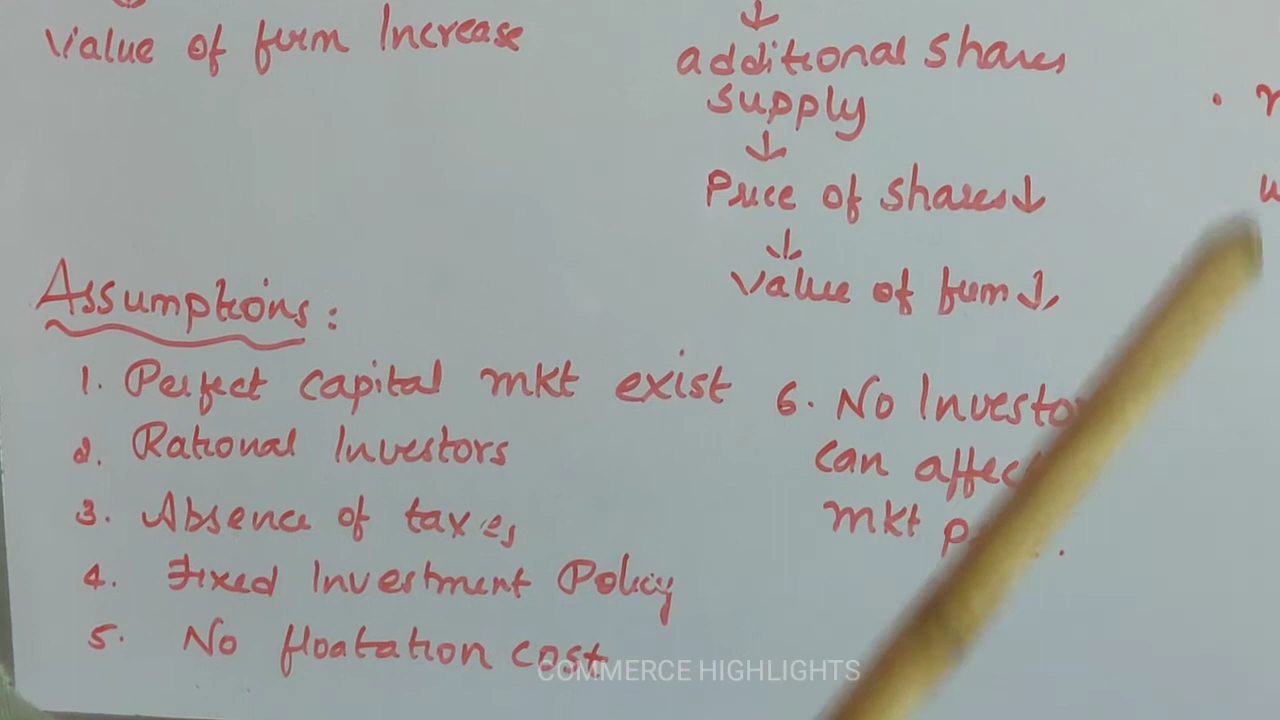 Value of firm Increase
↓
additional shares
supply
↓
Price of shares↓
↓
Value of firm ↓,
Assumptions:
1. Perfect capital mkt exist
2. Rational Investors
3. Absence of taxes
4. Fixed Investment Policy
5. No floatation cost
6. No
can
mkt
COMMERCE HIGHLIGHTS